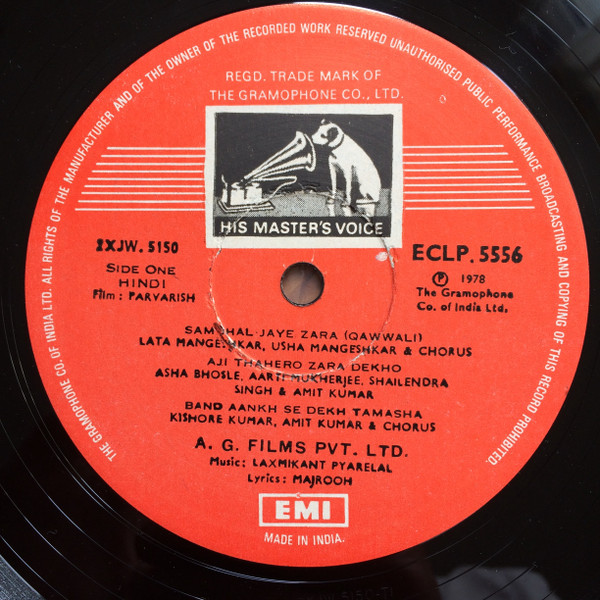 THE GRAMOPHONE CO. OF INDIA LTD. ALL RIGHTS OF THE MANUFACTURER AND OF THE OWNER OF THE RECORDED WORK RESERVED UNAUTHORISED PUBLIC PERFORMANCE BROADCASTING AND COPYING OF THIS RECORD PROHIBITED.
REGD. TRADE MARK OF
THE GRAMOPHONE CO., LTD.
HIS MASTER'S VOICE
2XJW. 5150
ECLP. 5556
SIDE ONE
HINDI
Film : PARVARISH
Ⓟ 1978
The Gramophone
Co. of India Ltd.
SAMBHAL JAYE ZARA (QAWWALI)
LATA MANGESHKAR, USHA MANGESHKAR & CHORUS
AJI THAHERO ZARA DEKHO
ASHA BHOSLE, AARTI MUKHERJEE, SHAILENDRA
SINGH & AMIT KUMAR
BAND AANKH SE DEKH TAMASHA
KISHORE KUMAR, AMIT KUMAR & CHORUS
A. G. FILMS PVT. LTD.
Music: LAXMIKANT PYARELAL
Lyrics: MAJROOH
EMI
MADE IN INDIA.